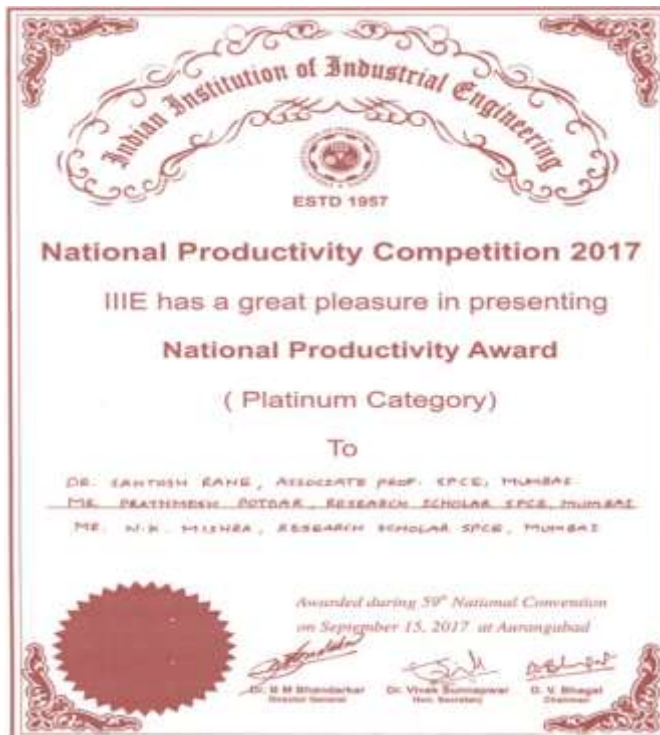 Indian Institution of Industrial Engineering
ESTD 1957
National Productivity Competition 2017
IIIE has a great pleasure in presenting
National Productivity Award
( Platinum Category)
To
DR. SANTOSH RANE, ASSOCIATE PROF. SPCE, MUMBAI
MR. PRATHMESH POTDAR, RESEARCH SCHOLAR SPCE, MUMBAI
MR. N.K. MISHRA, RESEARCH SCHOLAR SPCE, MUMBAI
Awarded during 59th National Convention
on September 15, 2017 at Aurangabad
Dr. B M Bhandarkar
Director General
Dr. Vivek Sunnapwar
Hon. Secretary
D. V. Bhagat
Chairman